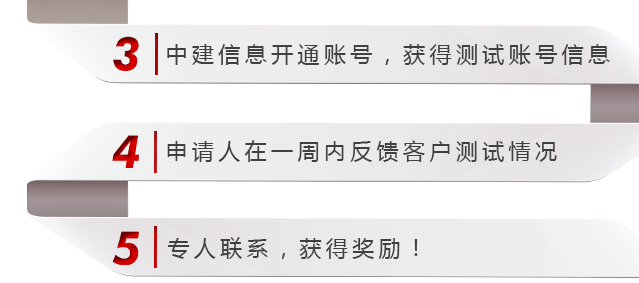 3 中建信息开通账号，获得测试账号信息
4 申请人在一周内反馈客户测试情况
5 专人联系，获得奖励！